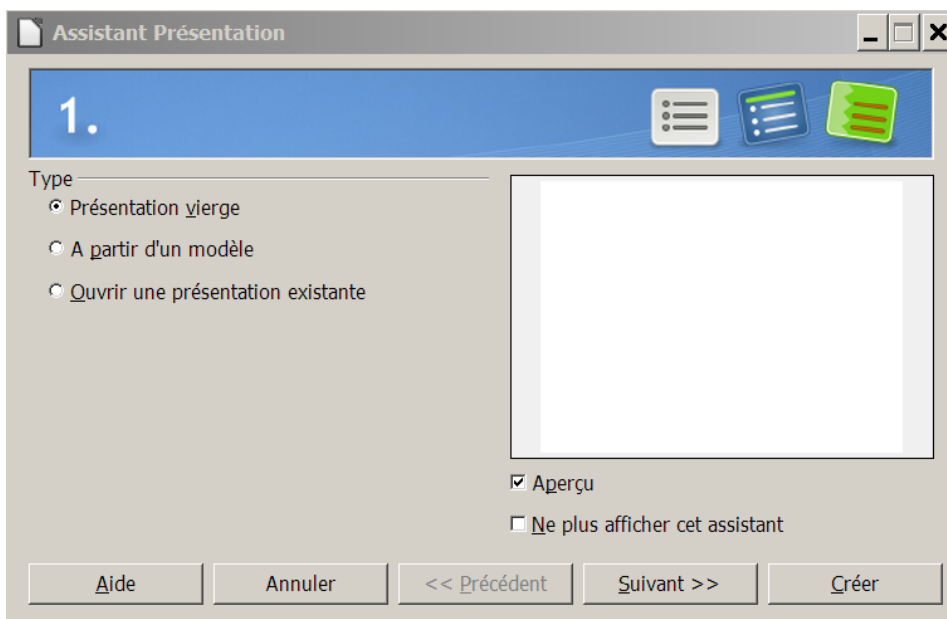 Assistant Présentation
1.
Type
Présentation vierge
A partir d'un modèle
Ouvrir une présentation existante
Aperçu
Ne plus afficher cet assistant
Aide Annuler << Précédent Suivant >> Créer